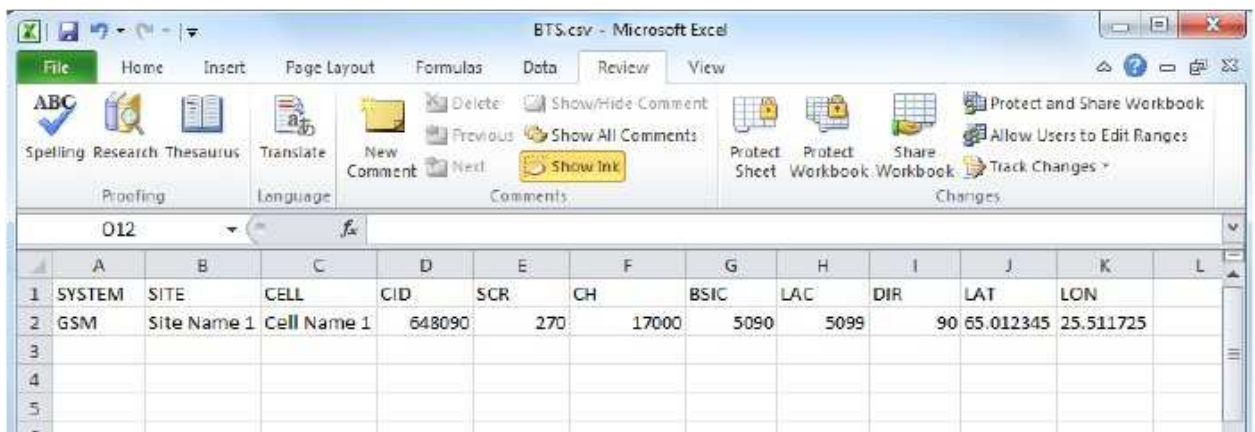 BTS.csv - Microsoft Excel
File Home Insert Page Layout Formulas Data Review View
ABC Delete Show/Hide Comment Protect and Share Workbook
Previous Show All Comments Allow Users to Edit Ranges
Spelling Research Thesaurus Translate New Comment Next Show Ink Protect Sheet Protect Workbook Share Workbook Track Changes
Proofing Language Comments Changes
O12 fx
A B C D E F G H I J K L
1 SYSTEM SITE CELL CID SCR CH BSIC LAC DIR LAT LON
2 GSM Site Name 1 Cell Name 1 648090 270 17000 5090 5099 90 65.012345 25.511725
3
4
5